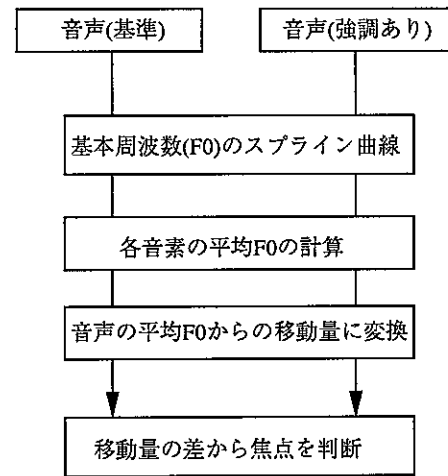 音声(基準)
音声(強調あり)
基本周波数(F0)のスプライン曲線
各音素の平均F0の計算
音声の平均F0からの移動量に変換
移動量の差から焦点を判断